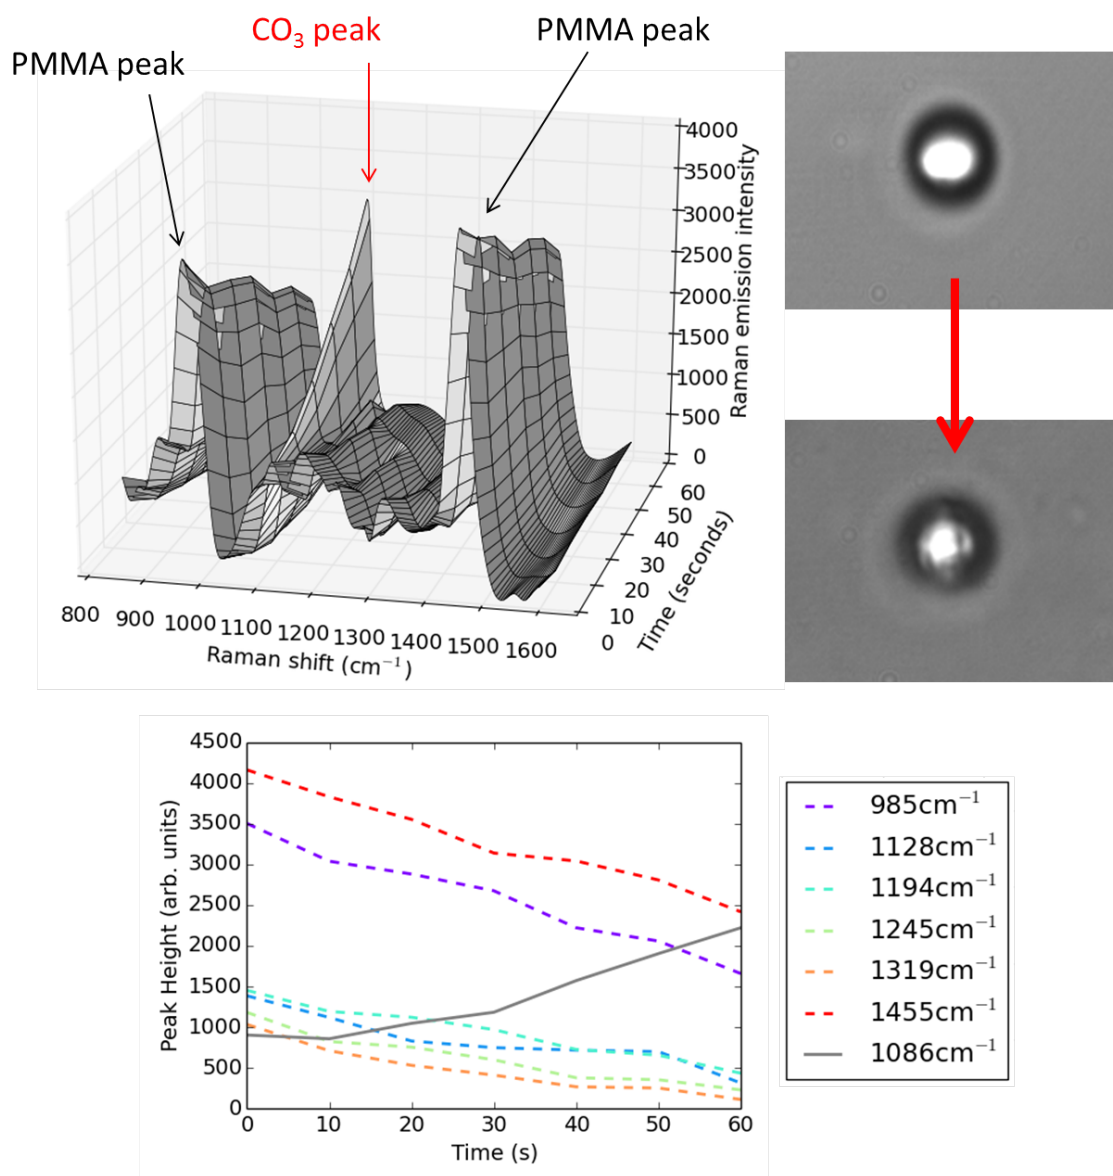 CO₃ peak
PMMA peak
PMMA peak
4000
3500
3000
2500
2000
1500
1000
500
0
Raman emission intensity
60
50
40
30
20
10
0
Time (seconds)
800 900 1000 1100 1200 1300 1400 1500 1600
Raman shift (cm⁻¹)
4500
4000
3500
3000
2500
2000
1500
1000
500
0
Peak Height (arb. units)
0 10 20 30 40 50 60
Time (s)
985cm⁻¹
1128cm⁻¹
1194cm⁻¹
1245cm⁻¹
1319cm⁻¹
1455cm⁻¹
1086cm⁻¹